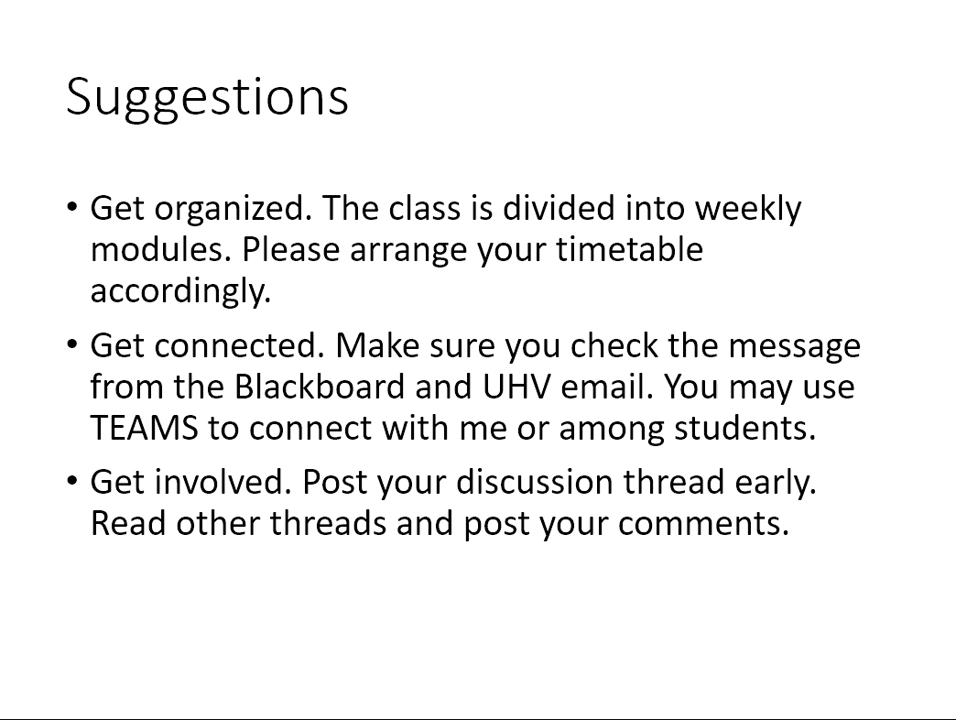 Suggestions
• Get organized. The class is divided into weekly
modules. Please arrange your timetable
accordingly.
• Get connected. Make sure you check the message
from the Blackboard and UHV email. You may use
TEAMS to connect with me or among students.
• Get involved. Post your discussion thread early.
Read other threads and post your comments.